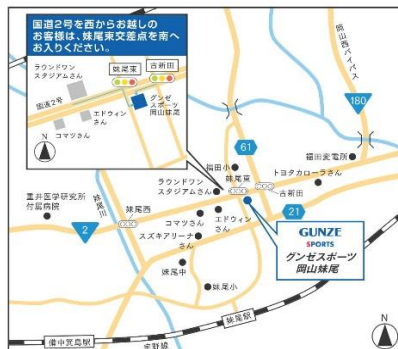 国道2号を西からお越しの
お客様は、妹尾東交差点を南へ
お入りください。
ラウンドワン
スタジアムさん
妹尾東
古新田
国道2号
エドウィン
さん
コマツさん
グンゼスポーツ
岡山妹尾
N
岡山西バイパス
180
61
福田小
妹尾東
福田変電所
トヨタカローラさん
古新田
ラウンドワン
スタジアムさん
重井医学研究所
付属病院
妹尾川
妹尾西
コマツさん
エドウィン
さん
スズキアリーナ
さん
21
2
GUNZE
SPORTS
グンゼスポーツ
岡山妹尾
妹尾中
妹尾小
妹尾駅
備中箕島駅
宇野線
N